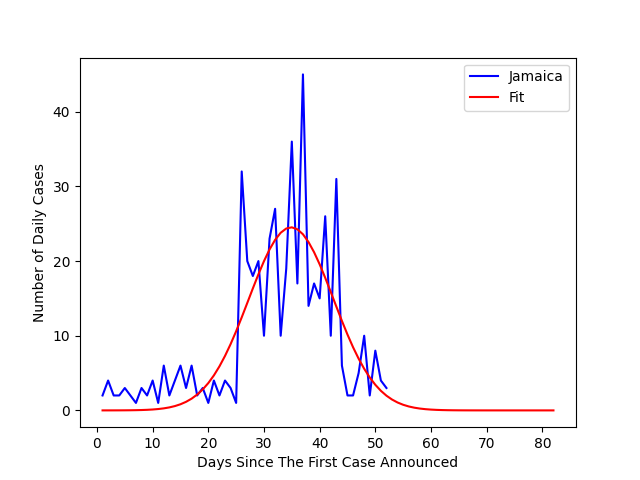 Jamaica
Fit
40
30
20
10
0
Number of Daily Cases
0 10 20 30 40 50 60 70 80
Days Since The First Case Announced